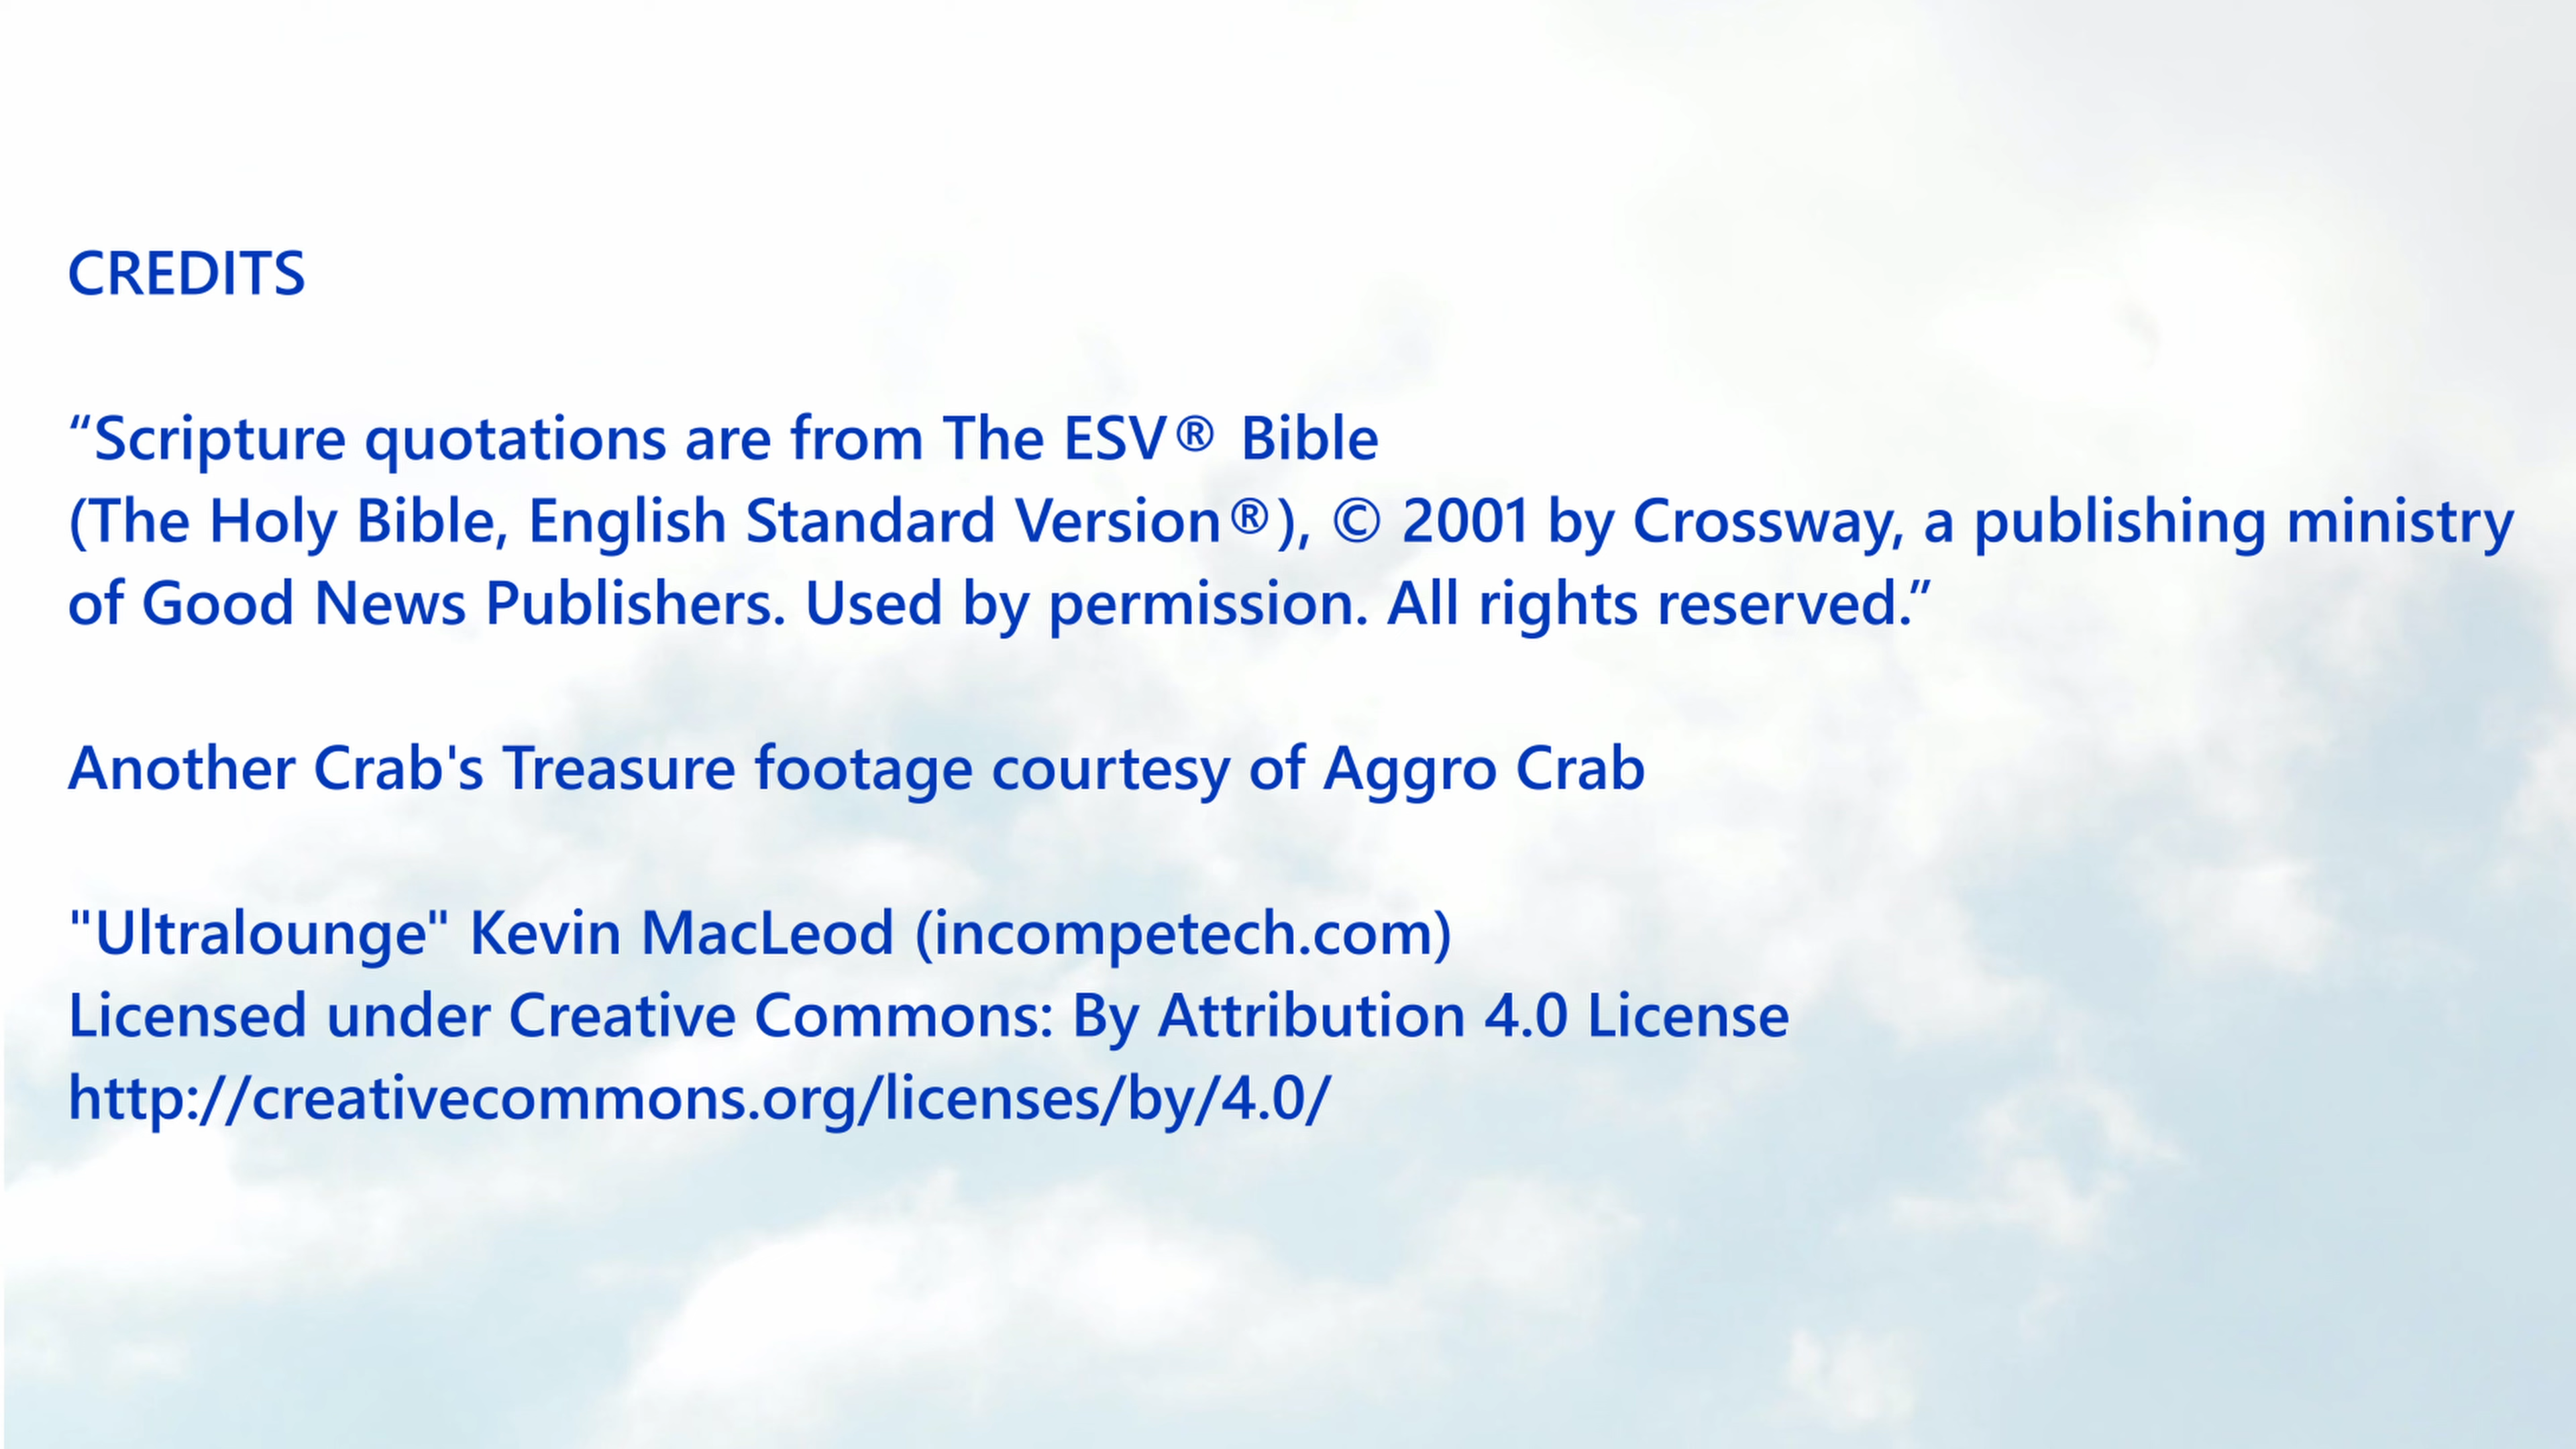 CREDITS
“Scripture quotations are from The ESV® Bible
(The Holy Bible, English Standard Version®), © 2001 by Crossway, a publishing ministry
of Good News Publishers. Used by permission. All rights reserved.”
Another Crab's Treasure footage courtesy of Aggro Crab
"Ultralounge" Kevin MacLeod (incompetech.com)
Licensed under Creative Commons: By Attribution 4.0 License
http://creativecommons.org/licenses/by/4.0/